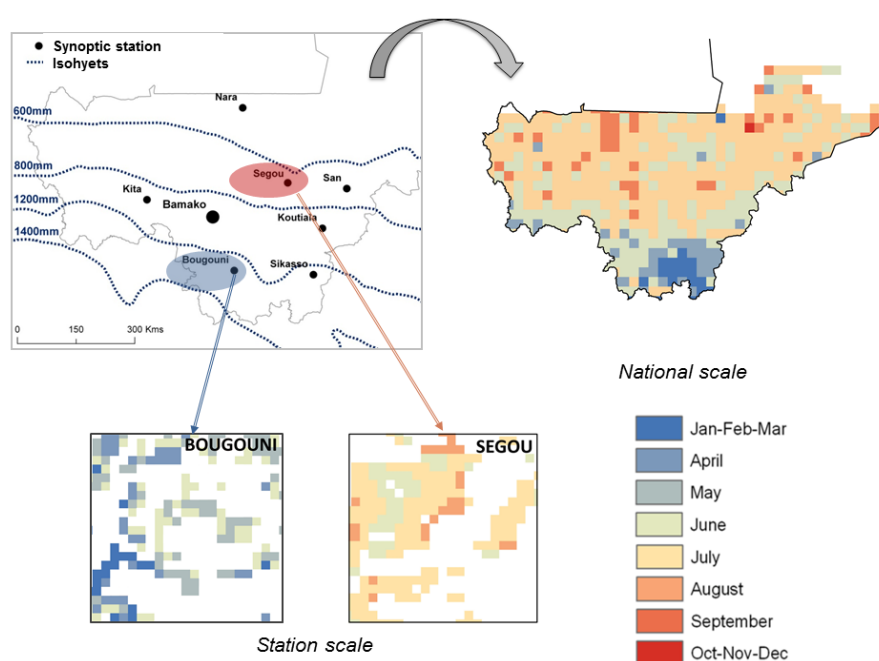 Synoptic station
Isohyets
Nara
600mm
800mm
Segou
San
Kita
1200mm
Bamako
Koutiala
1400mm
Bougouni
Sikasso
0 150 300 Kms
National scale
BOUGOUNI
SEGOU
Station scale
Jan-Feb-Mar
April
May
June
July
August
September
Oct-Nov-Dec